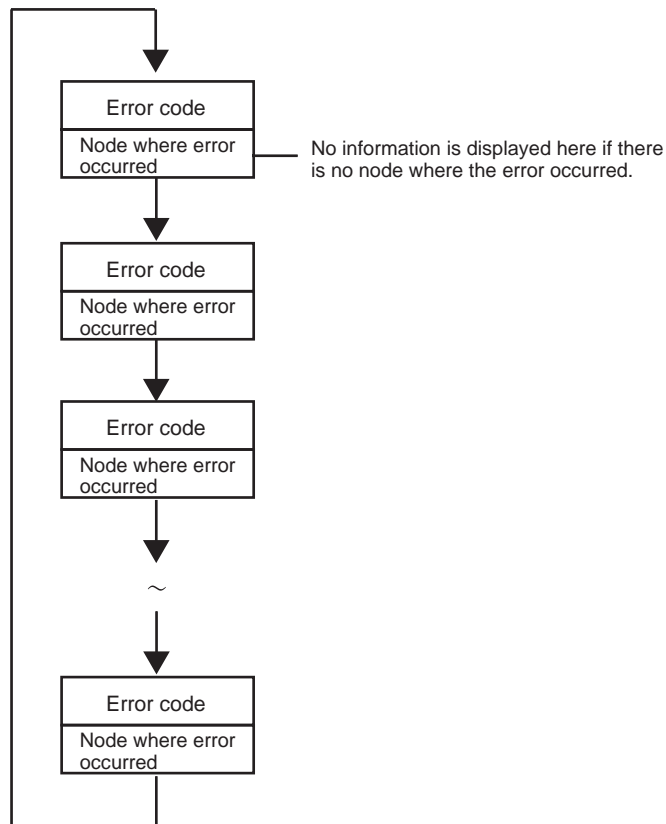 Error code
Node where error
occurred
No information is displayed here if there
is no node where the error occurred.
Error code
Node where error
occurred
Error code
Node where error
occurred
~
Error code
Node where error
occurred